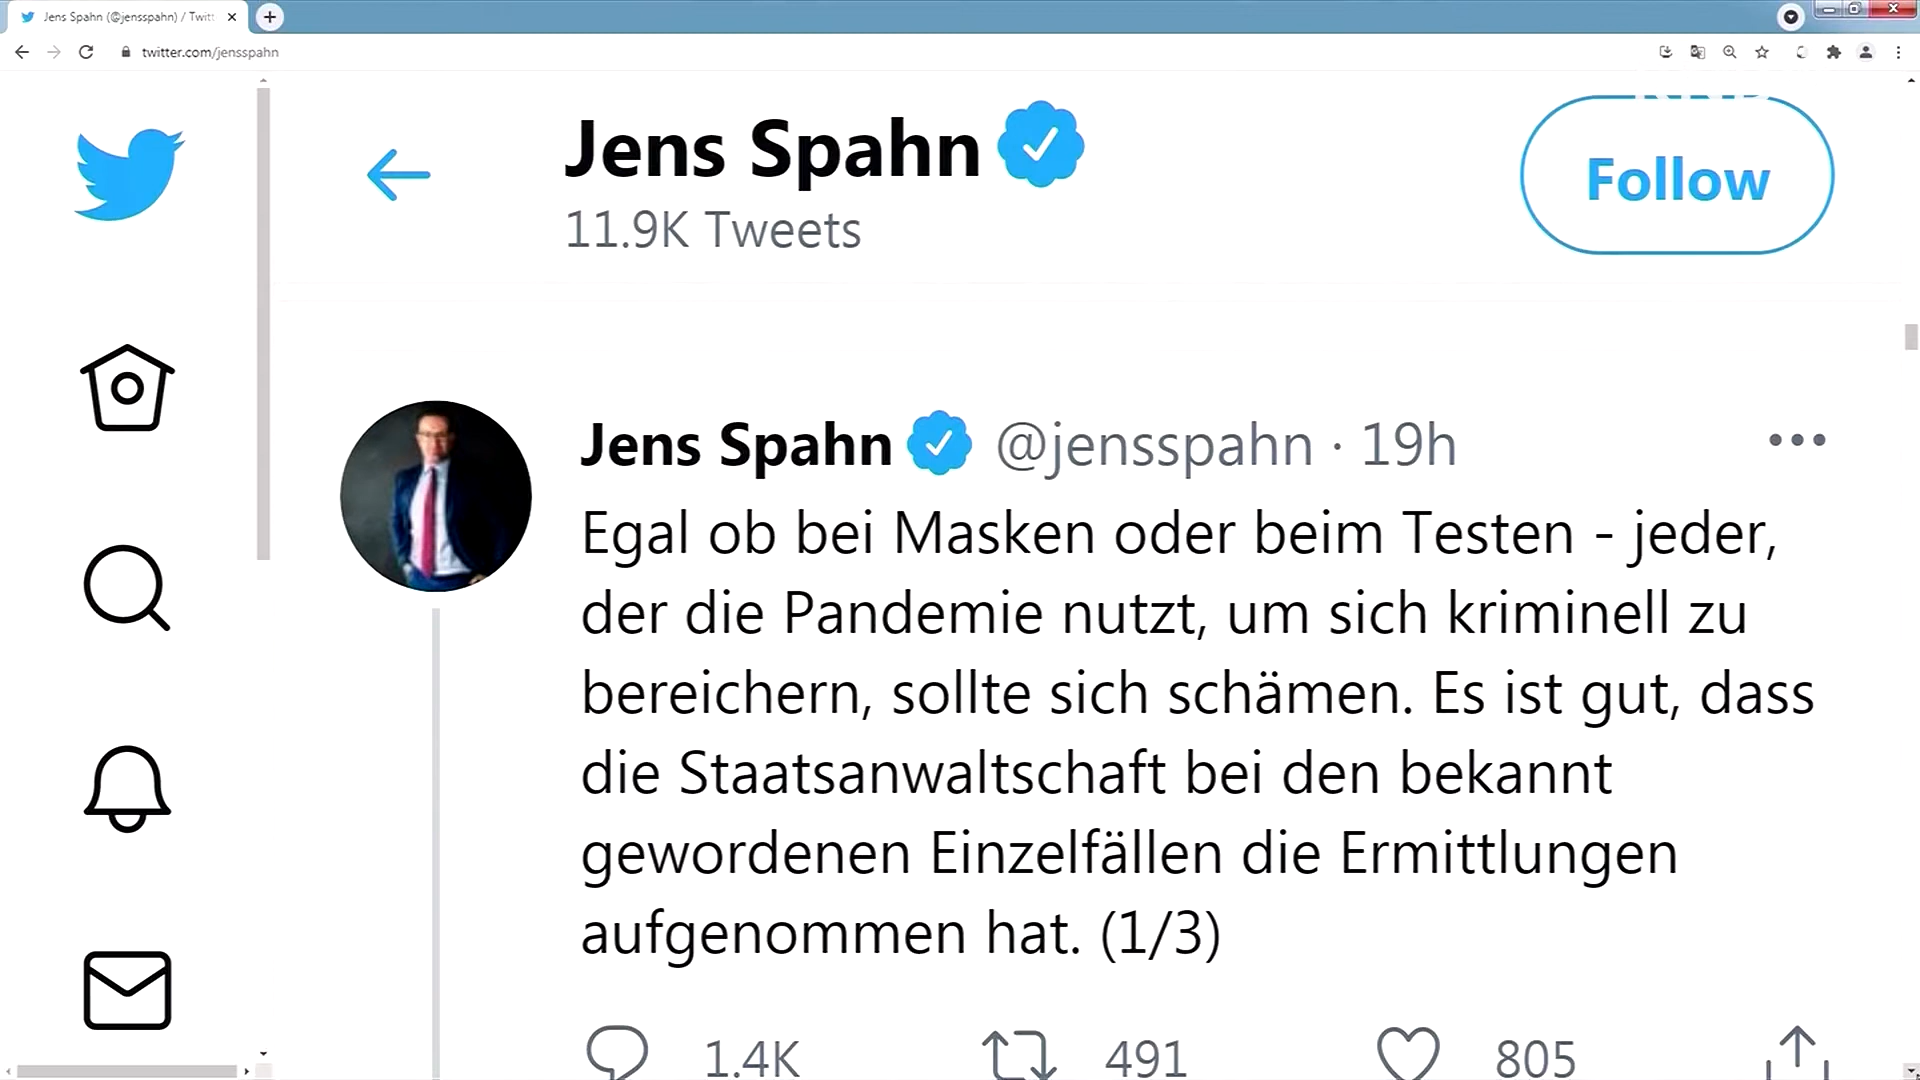 Jens Spahn (@jensspahn) / Twitt
twitter.com/jensspahn
Jens Spahn
11.9K Tweets
Follow
Jens Spahn @jensspahn · 19h
Egal ob bei Masken oder beim Testen - jeder,
der die Pandemie nutzt, um sich kriminell zu
bereichern, sollte sich schämen. Es ist gut, dass
die Staatsanwaltschaft bei den bekannt
gewordenen Einzelfällen die Ermittlungen
aufgenommen hat. (1/3)
1.4K 491 805